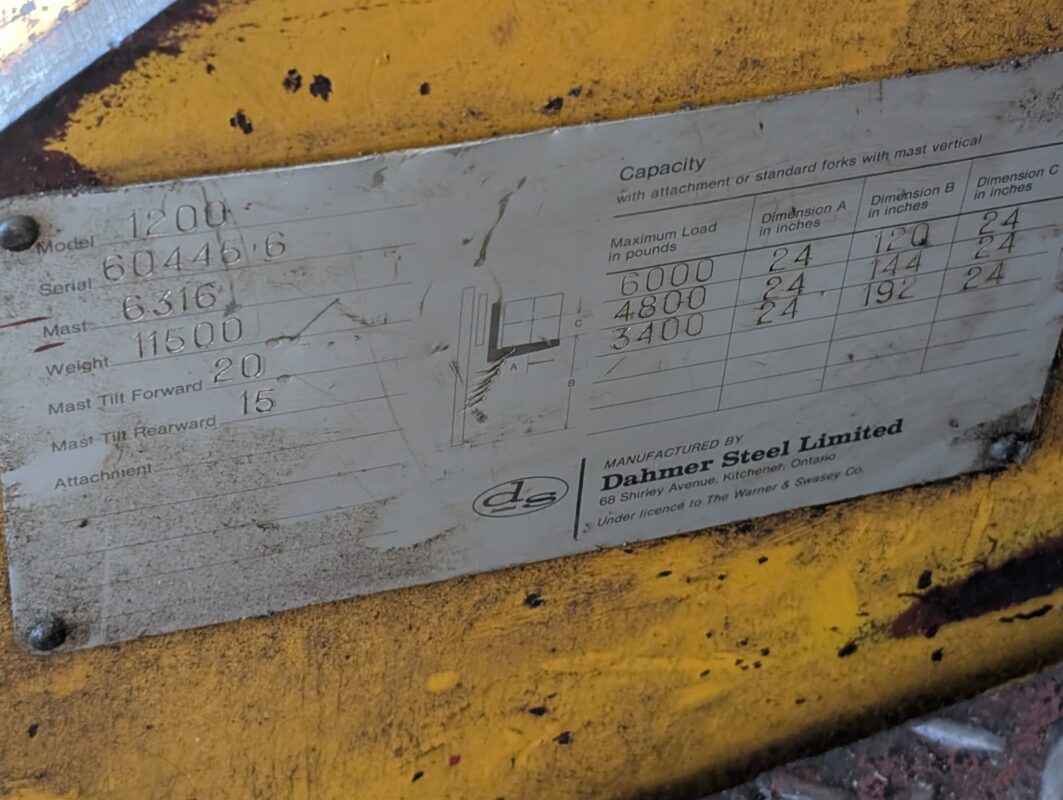 Model 1200
Serial 60446'6
Mast 6316
Weight 11500
Mast Tilt Forward 20
Mast Tilt Rearward 15
Attachment
A
B
C
Capacity
with attachment or standard forks with mast vertical
Maximum Load in pounds Dimension A in inches Dimension B in inches Dimension C in inches
6000 24 120 24
4800 24 144 24
3400 24 192 24
ds
MANUFACTURED BY
Dahmer Steel Limited
68 Shirley Avenue, Kitchener, Ontario
Under licence to The Warner & Swasey Co.